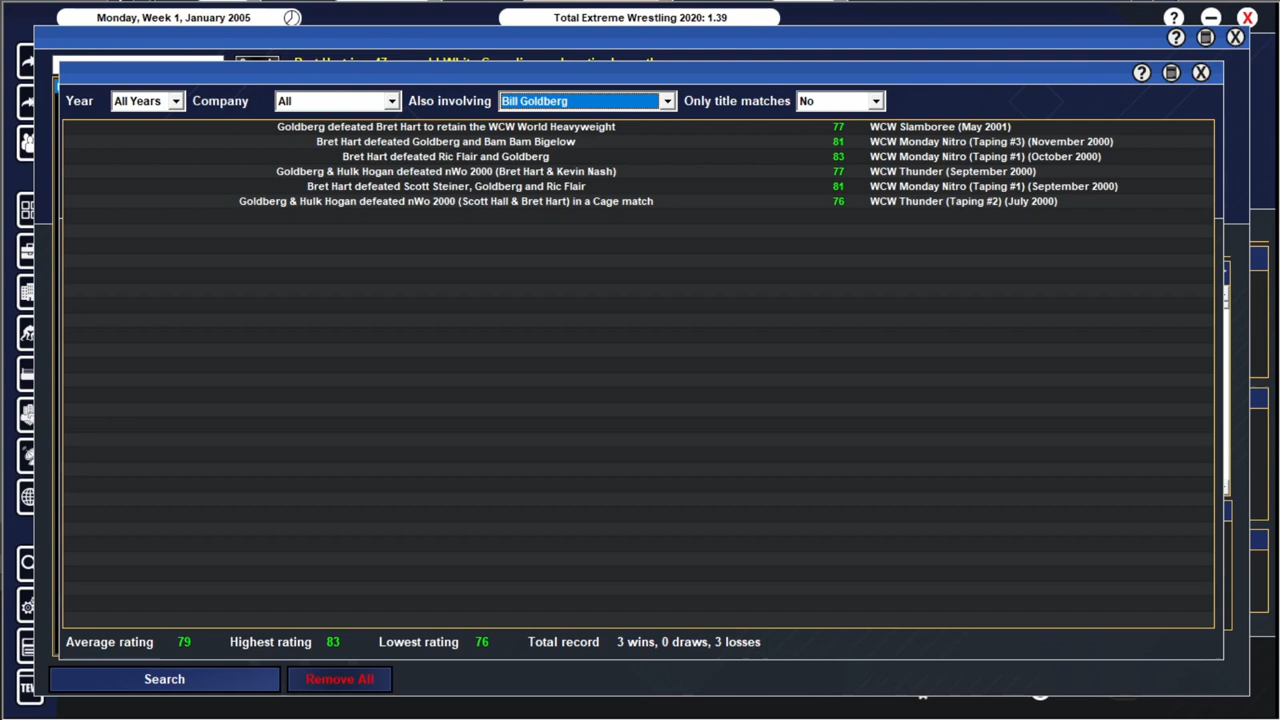 Monday, Week 1, January 2005
Total Extreme Wrestling 2020: 1.39
Year All Years Company All Also involving Bill Goldberg Only title matches No
Goldberg defeated Bret Hart to retain the WCW World Heavyweight 77 WCW Slamboree (May 2001)
Bret Hart defeated Goldberg and Bam Bam Bigelow 81 WCW Monday Nitro (Taping #3) (November 2000)
Bret Hart defeated Ric Flair and Goldberg 83 WCW Monday Nitro (Taping #1) (October 2000)
Goldberg & Hulk Hogan defeated nWo 2000 (Bret Hart & Kevin Nash) 77 WCW Thunder (September 2000)
Bret Hart defeated Scott Steiner, Goldberg and Ric Flair 81 WCW Monday Nitro (Taping #1) (September 2000)
Goldberg & Hulk Hogan defeated nWo 2000 (Scott Hall & Bret Hart) in a Cage match 76 WCW Thunder (Taping #2) (July 2000)
Average rating 79 Highest rating 83 Lowest rating 76 Total record 3 wins, 0 draws, 3 losses
Search Remove All